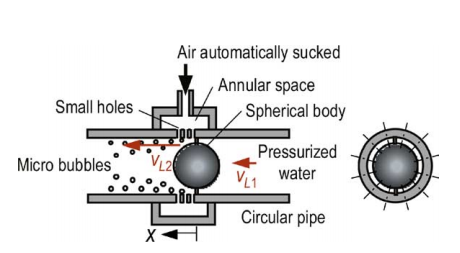 Air automatically sucked
Annular space
Small holes
Spherical body
Micro bubbles
vL2
Pressurized
water
vL1
Circular pipe
X